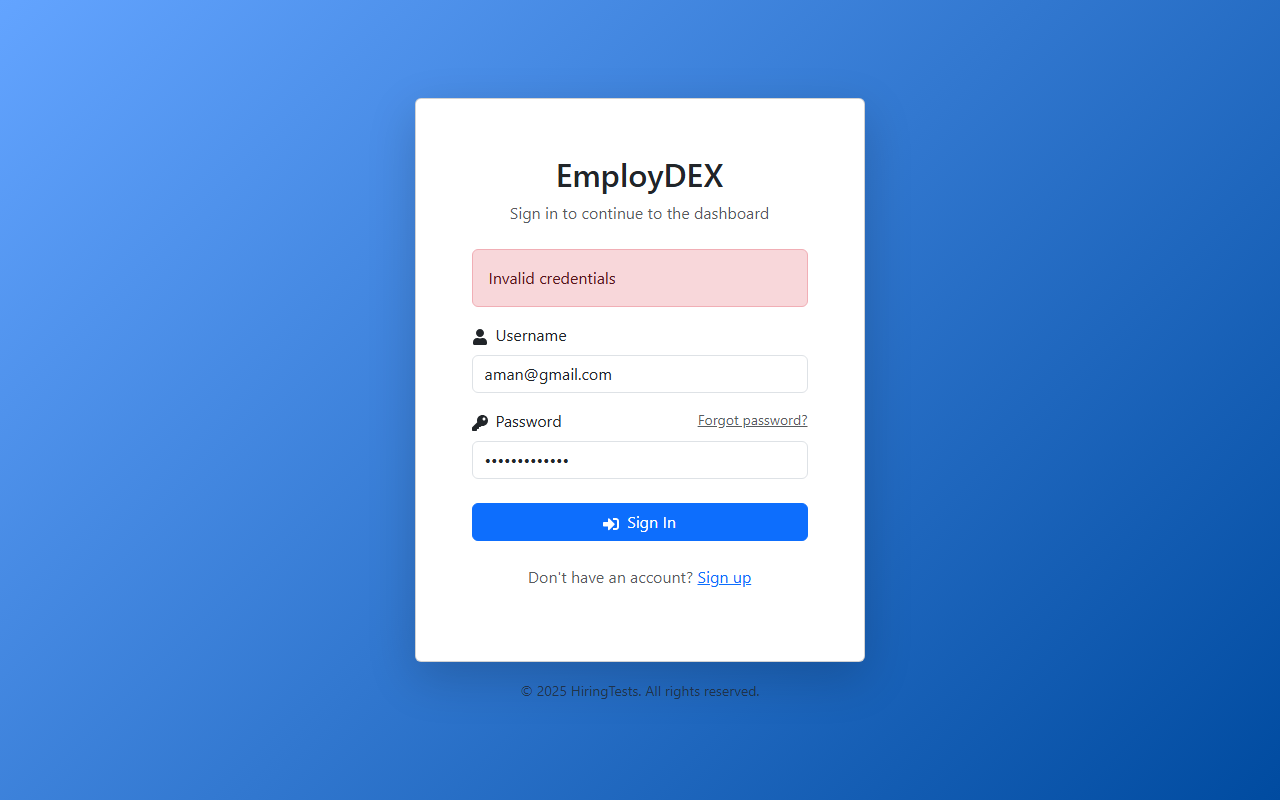 EmployDEX
Sign in to continue to the dashboard
Invalid credentials
Username
aman@gmail.com
Password Forgot password?
•••••••••••••
Sign In
Don't have an account? Sign up
© 2025 HiringTests. All rights reserved.